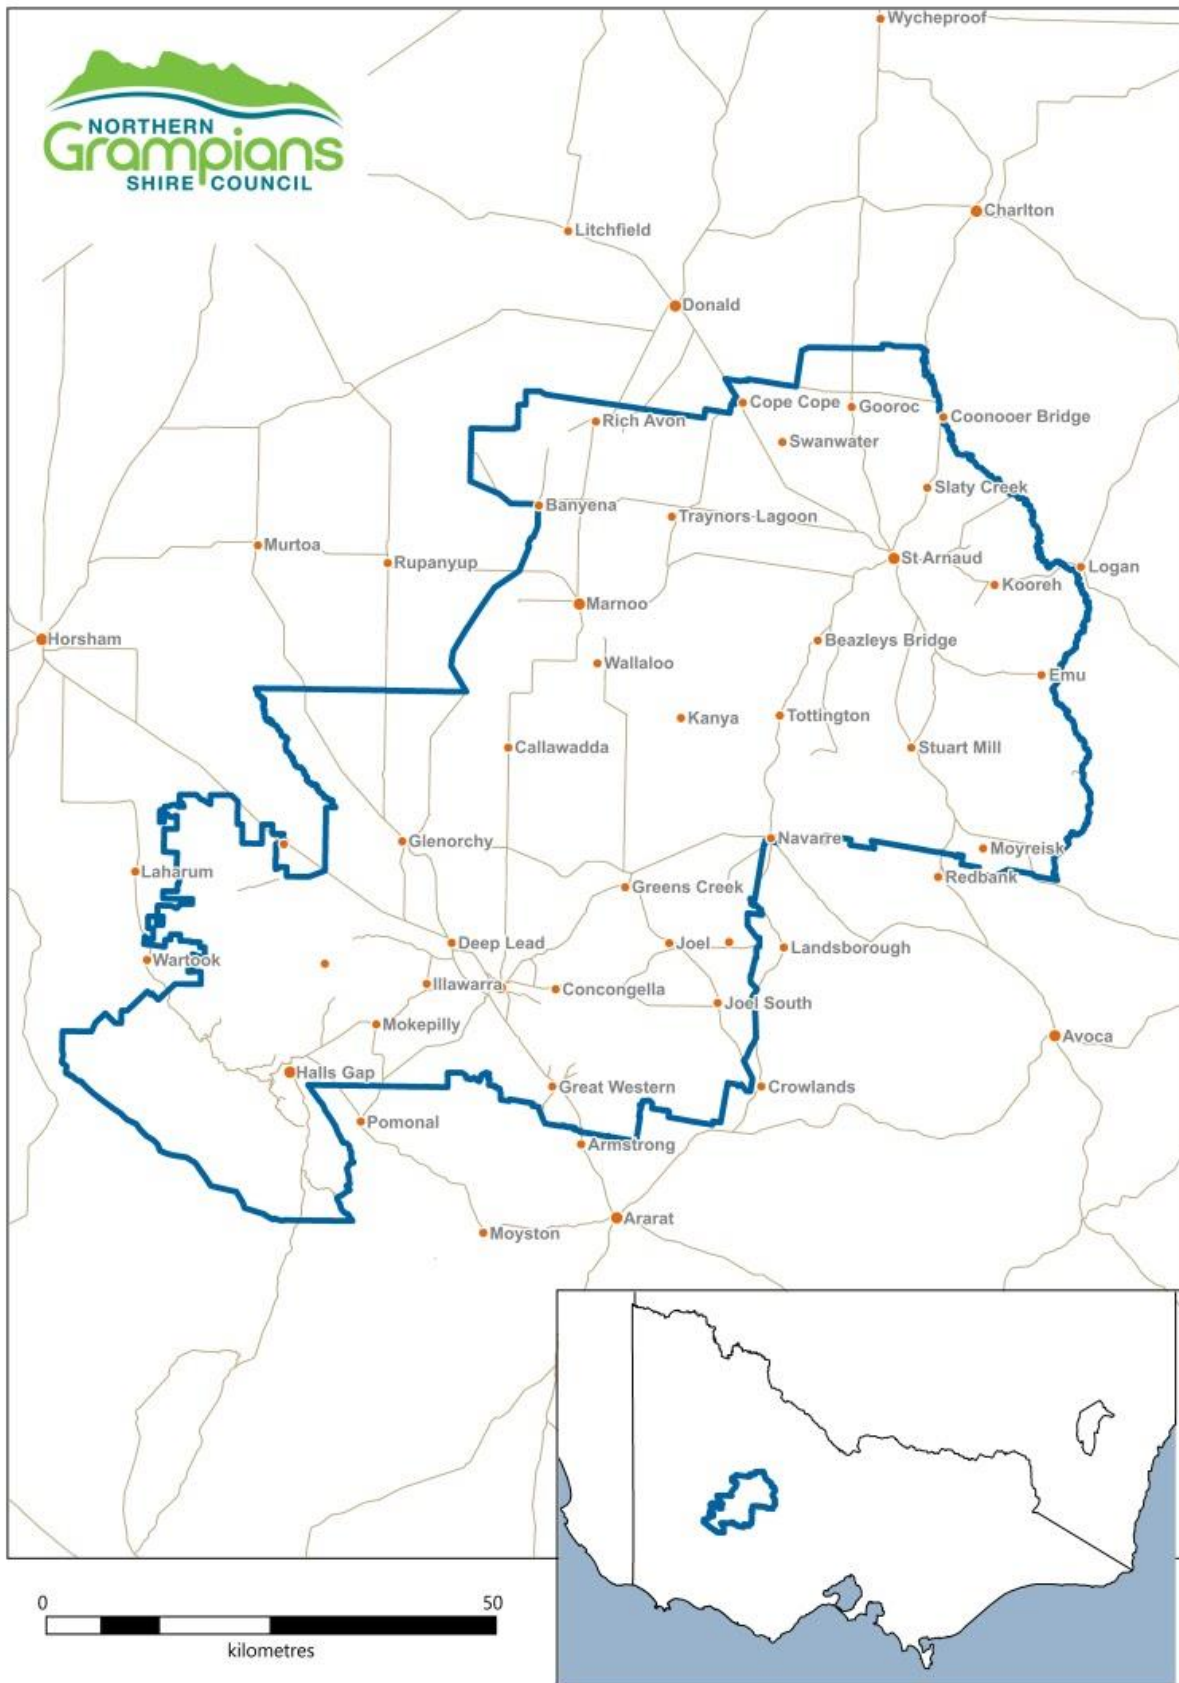 Wycheproof
NORTHERN
Grampians
SHIRE COUNCIL
Charlton
Litchfield
Donald
Cope Cope
Gooroc
Coonooer Bridge
Rich Avon
Swanwater
Slaty Creek
Banyena
Traynors-Lagoon
Murtoa
Rupanyup
St-Arnaud
Logan
Kooreh
Marnoo
Horsham
Beazleys Bridge
Wallaloo
Emu
Kanya
Tottington
Callawadda
Stuart Mill
Glenorchy
Navarre
Moyreisk
Laharum
Greens Creek
Redbank
Deep Lead
Joel
Landsborough
Wartook
Illawarra
Concongella
Joel South
Mokepilly
Avoca
Halls Gap
Great Western
Crowlands
Pomonal
Armstrong
Ararat
Moyston
0 50
kilometres